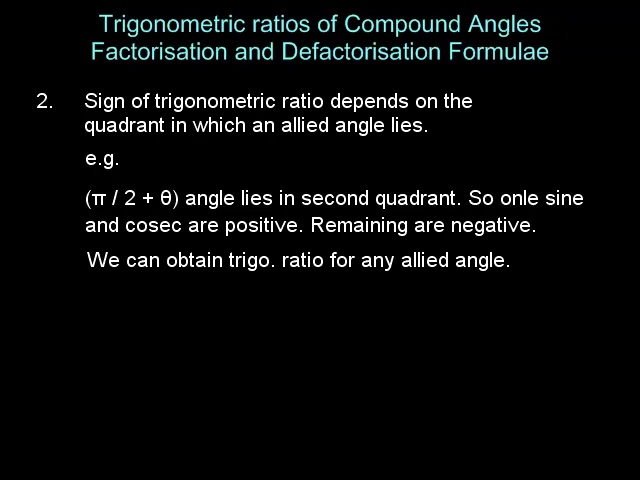 Trigonometric ratios of Compound Angles
Factorisation and Defactorisation Formulae
2. Sign of trigonometric ratio depends on the
quadrant in which an allied angle lies.
e.g.
(π / 2 + θ) angle lies in second quadrant. So onle sine
and cosec are positive. Remaining are negative.
We can obtain trigo. ratio for any allied angle.